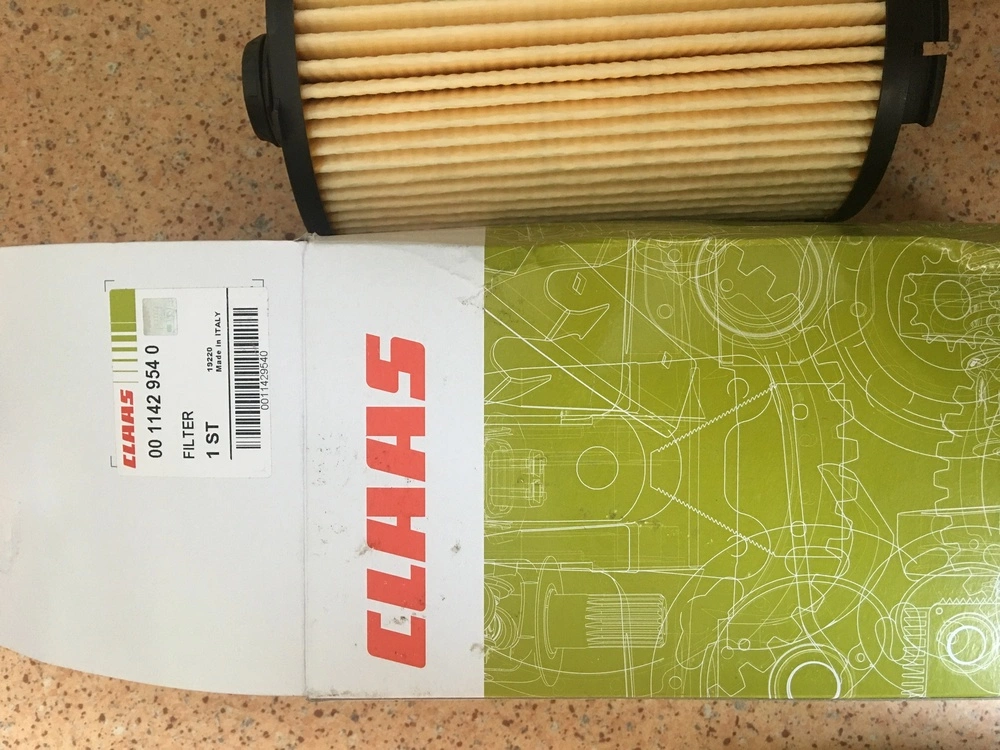 CLAAS
00 1142 954 0
FILTER
1 ST
19220
Made in ITALY
0011429540
CLAAS